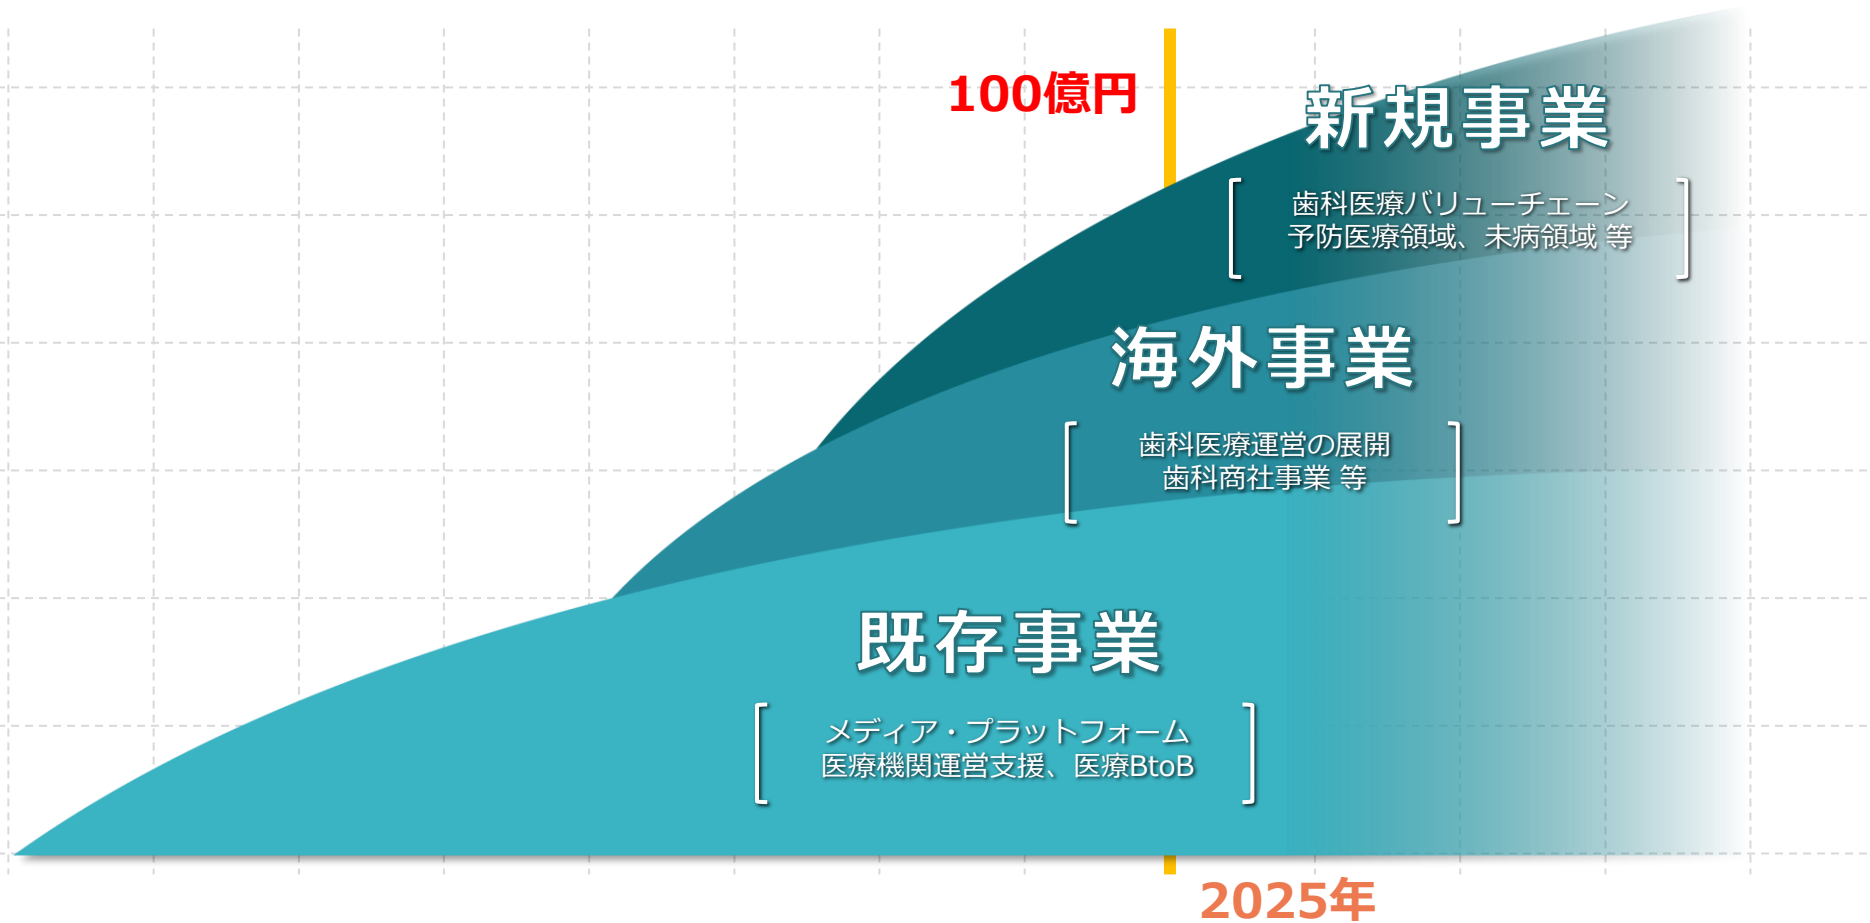 100億円
新規事業
歯科医療バリューチェーン
予防医療領域、未病領域 等
海外事業
歯科医療運営の展開
歯科商社事業 等
既存事業
メディア・プラットフォーム
医療機関運営支援、医療BtoB
2025年